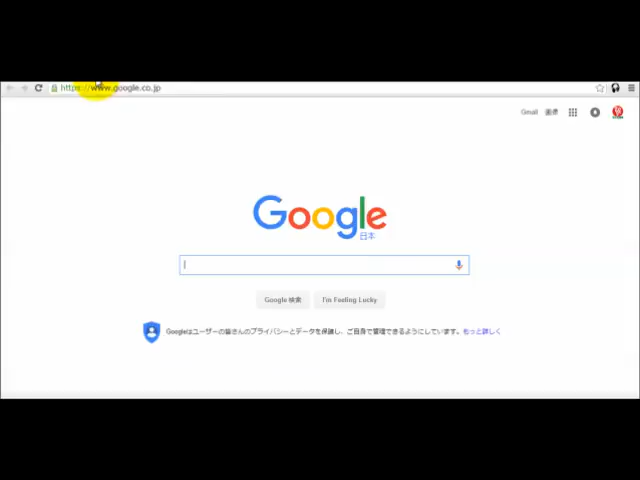 https://www.google.co.jp
Gmail 画像
Google
日本
Google 検索 I'm Feeling Lucky
Googleはユーザーの皆さんのプライバシーとデータを保護し、ご自身で管理できるようにしています。もっと詳しく